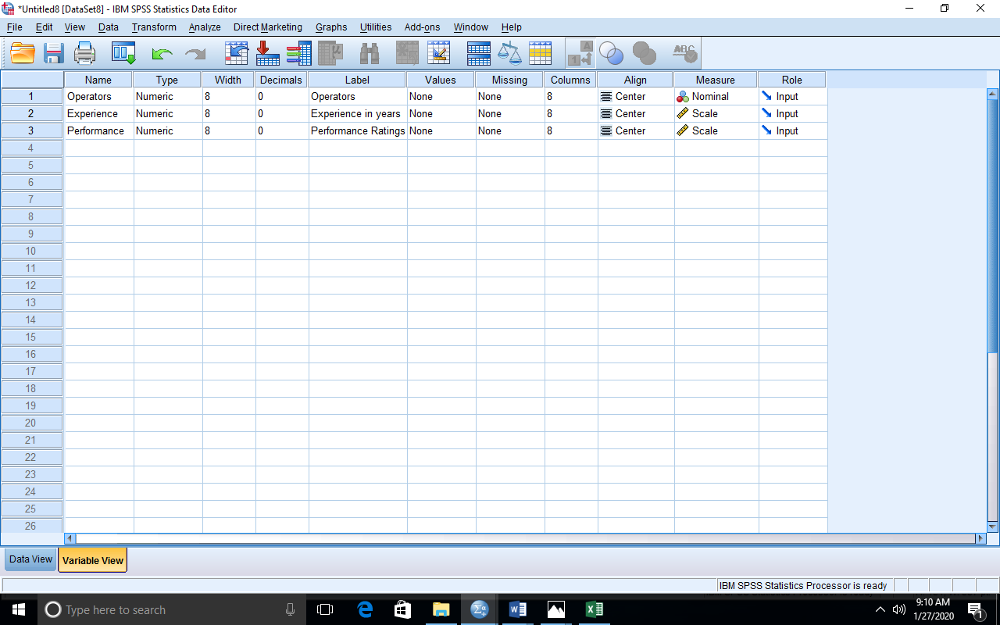 *Untitled8 [DataSet8] - IBM SPSS Statistics Data Editor
File Edit View Data Transform Analyze Direct Marketing Graphs Utilities Add-ons Window Help
Name Type Width Decimals Label Values Missing Columns Align Measure Role
1 Operators Numeric 8 0 Operators None None 8 Center Nominal Input
2 Experience Numeric 8 0 Experience in years None None 8 Center Scale Input
3 Performance Numeric 8 0 Performance Ratings None None 8 Center Scale Input
4
5
6
7
8
9
10
11
12
13
14
15
16
17
18
19
20
21
22
23
24
25
26
Data View Variable View
IBM SPSS Statistics Processor is ready
Type here to search
9:10 AM
1/27/2020
1